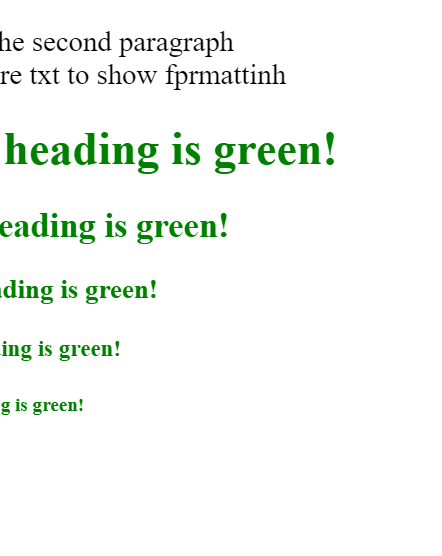 he second paragraph
re txt to show fprmattinh
heading is green!
eading is green!
ding is green!
ing is green!
g is green!